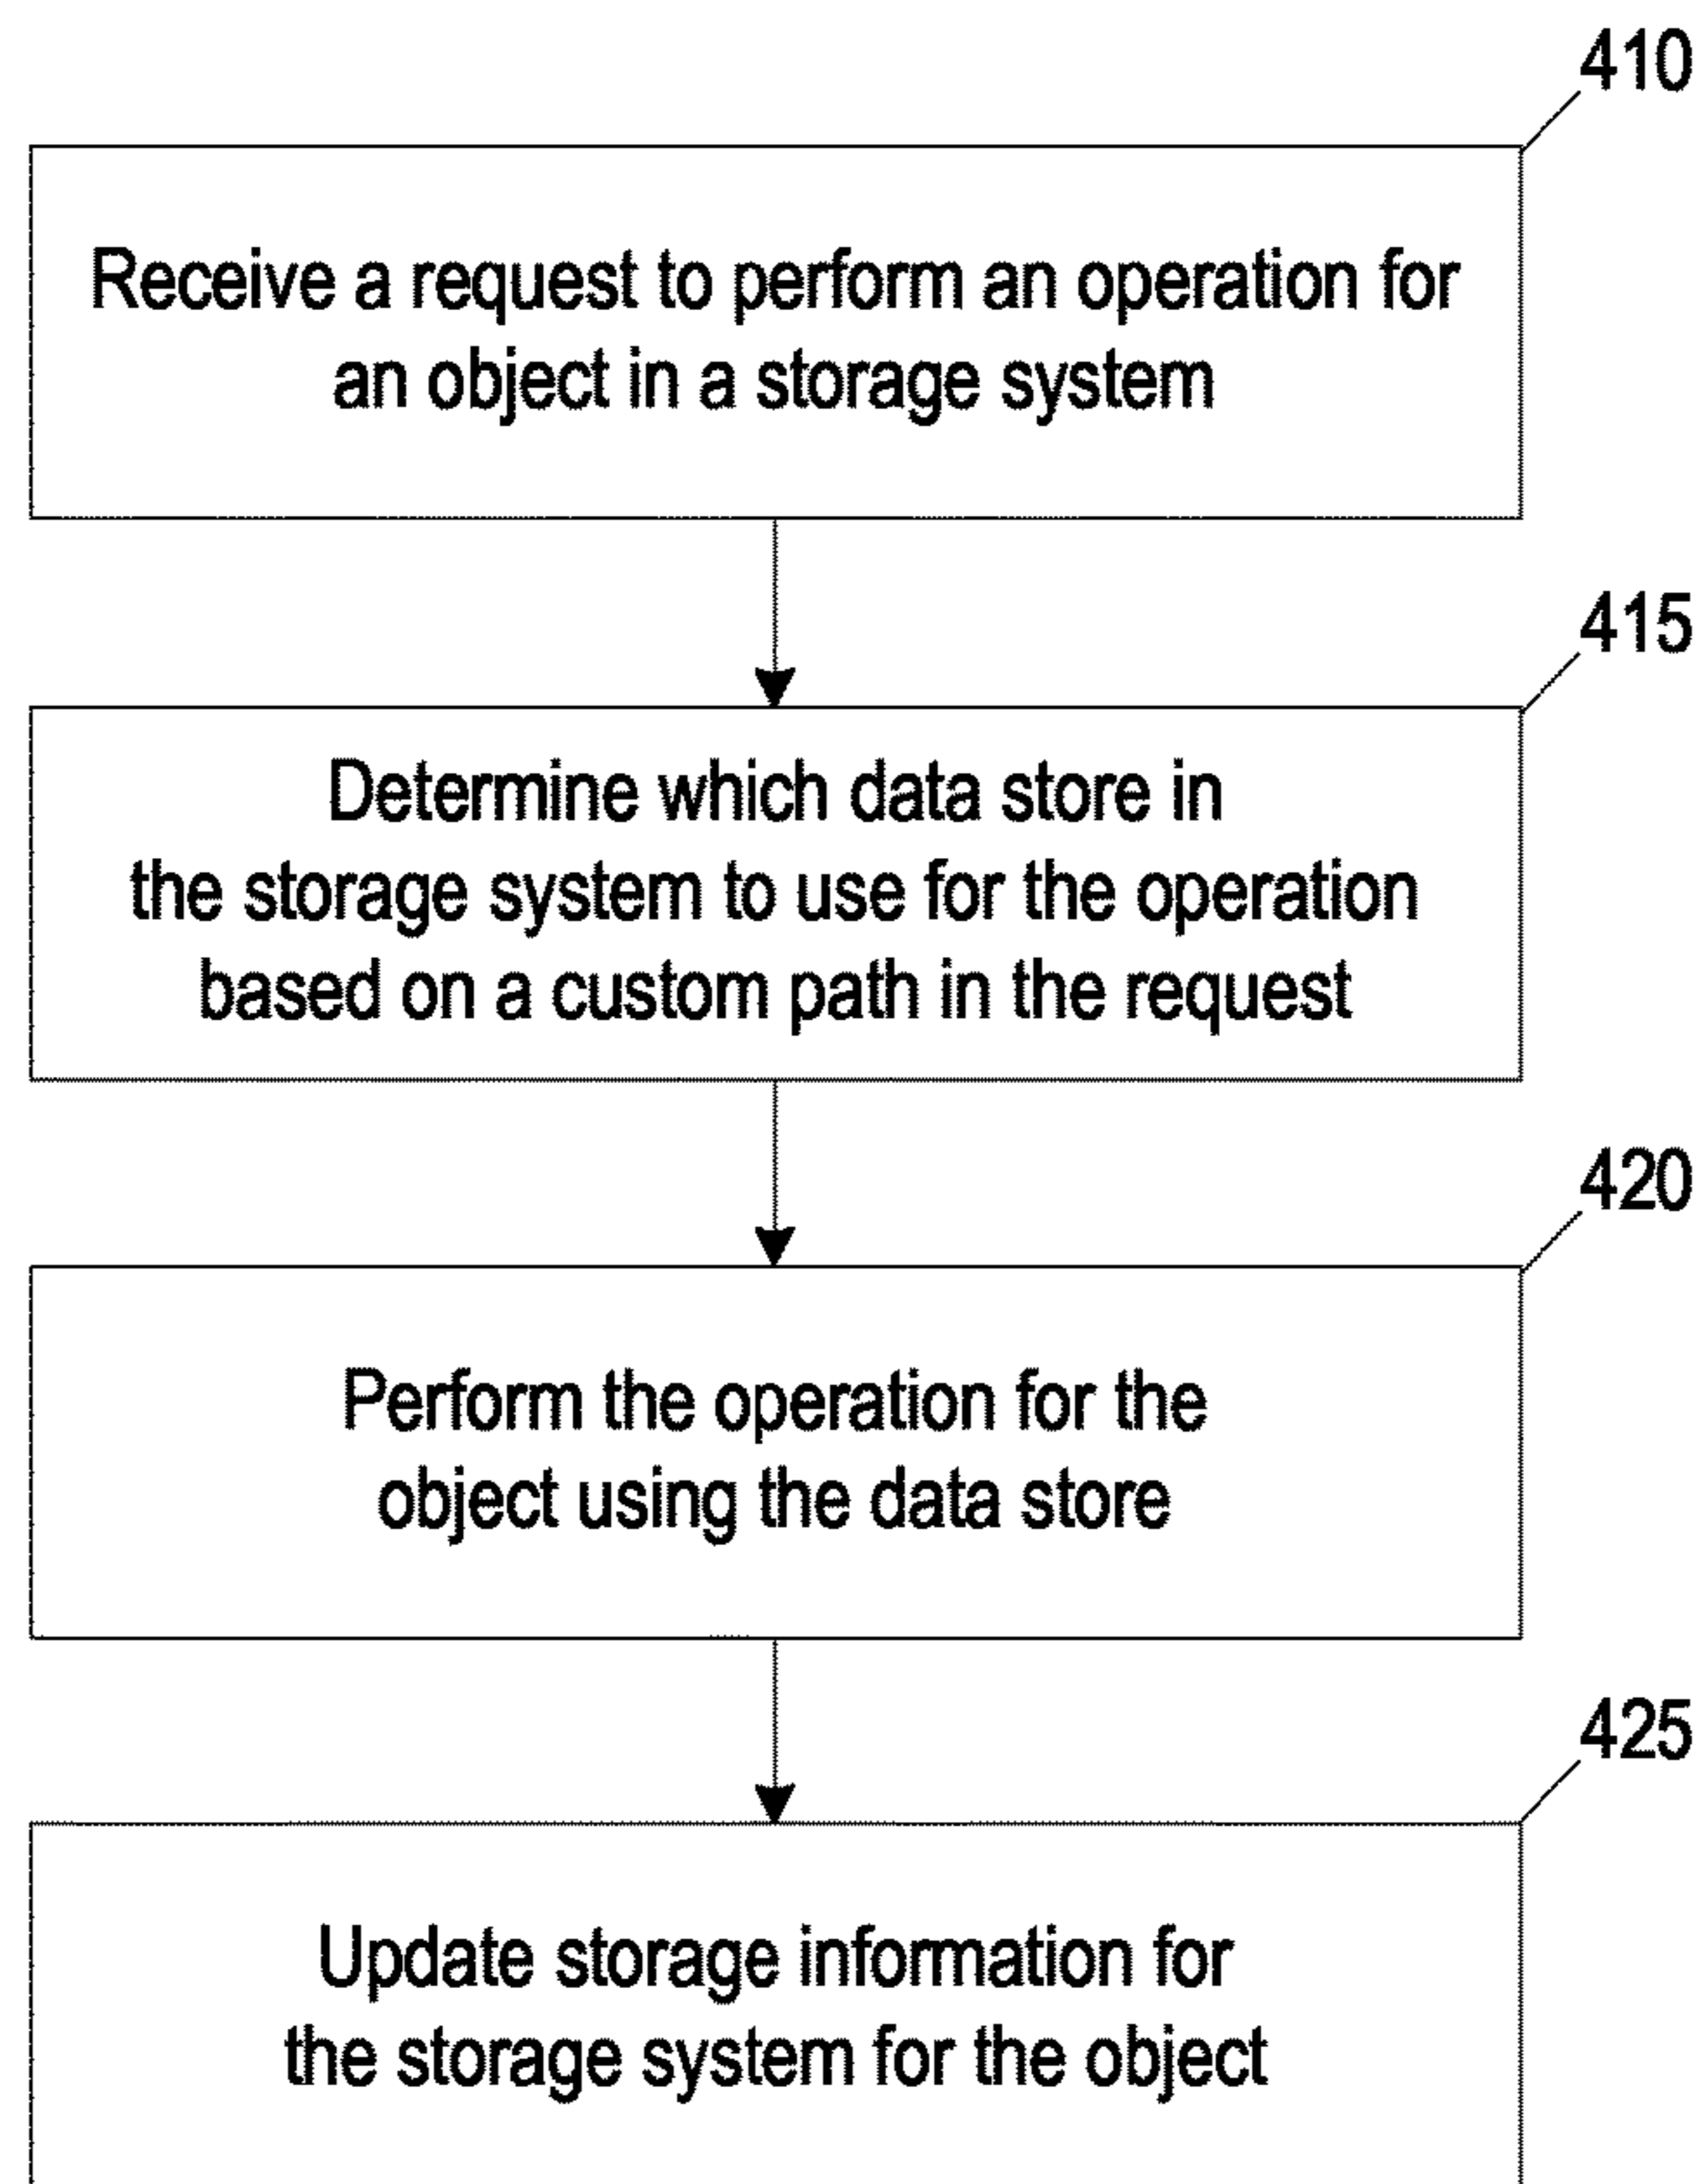 410
Receive a request to perform an operation for
an object in a storage system
415
Determine which data store in
the storage system to use for the operation
based on a custom path in the request
420
Perform the operation for the
object using the data store
425
Update storage information for
the storage system for the object